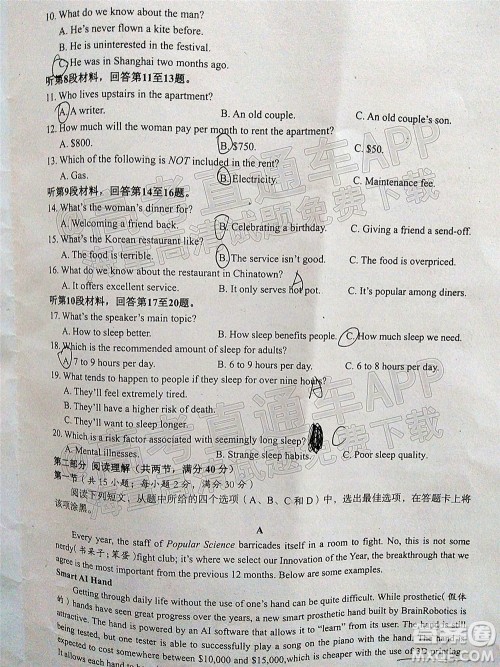 10. What do we know about the man?
A. He's never flown a kite before.
B. He is uninterested in the festival.
C. He was in Shanghai two months ago.
听第8段材料，回答第11至13题。
11. Who lives upstairs in the apartment?
A. A writer. B. An old couple. C. An old couple's son.
12. How much will the woman pay per month to rent the apartment?
A. $800. B. $750. C. $50.
13. Which of the following is NOT included in the rent?
A. Gas. B. Electricity. C. Maintenance fee.
听第9段材料，回答第14至16题。
14. What's the woman's dinner for?
A. Welcoming a friend back. B. Celebrating a birthday. C. Giving a friend a send-off.
15. What's the Korean restaurant like?
A. The food is terrible. B. The service isn't good. C. The food is overpriced.
16. What do we know about the restaurant in Chinatown? A
A. It offers excellent service. B. It only serves hot pot. C. It's popular among diners.
听第10段材料，回答第17至20题。
17. What's the speaker's main topic?
A. How to sleep better. B. How sleep benefits people. C. How much sleep we need.
18. Which is the recommended amount of sleep for adults?
A. 7 to 9 hours per day. B. 6 to 9 hours per day. C. 6 to 8 hours per day.
19. What tends to happen to people if they sleep for over nine hours? A
A. They'll feel extremely tired.
B. They'll have a higher risk of death.
C. They'll want to sleep longer.
20. Which is a risk factor associated with seemingly long sleep? C
A. Mental illnesses. B. Strange sleep habits. C. Poor sleep quality.
第二部分 阅读理解（共两节，满分40分）
第一节（共15小题；每小题2分，满分30分）
阅读下列短文，从题中所给的四个选项（A、B、C和D）中，选出最佳选项，在答题卡上将
该项涂黑。
A
Every year, the staff of Popular Science barricades itself in a room to fight. No, this is not some
nerdy (书呆子；笨蛋) fight club; it's where we select our Innovation of the Year, the breakthrough that we
agree is the most important from the previous 12 months. Below are some examples.
Smart AI Hand
Getting through daily life without the use of one's hand can be quite difficult. While prosthetic (假体
的) hands have seen great progress over the years, a new smart prosthetic hand built by BrainRobotics is
attractive. The hand is powered by an AI software that allows it to "learn" from its user. The hand is still
being tested, but one tester is able to successfully play a song on the piano with the hand. The hand is
expected to cost somewhere between $10,000 and $15,000, which is cheaper
It allows each hand to be